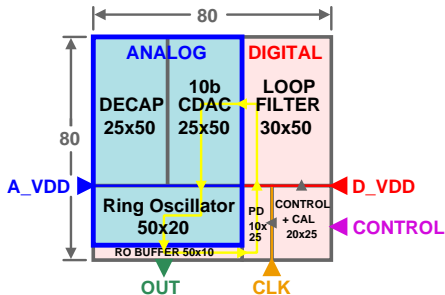 80
ANALOG
DIGITAL
80
DECAP
25x50
10b
CDAC
25x50
LOOP
FILTER
30x50
A_VDD
D_VDD
Ring Oscillator
50x20
PD
10x
25
CONTROL
+ CAL
20x25
CONTROL
RO BUFFER 50x10
OUT
CLK